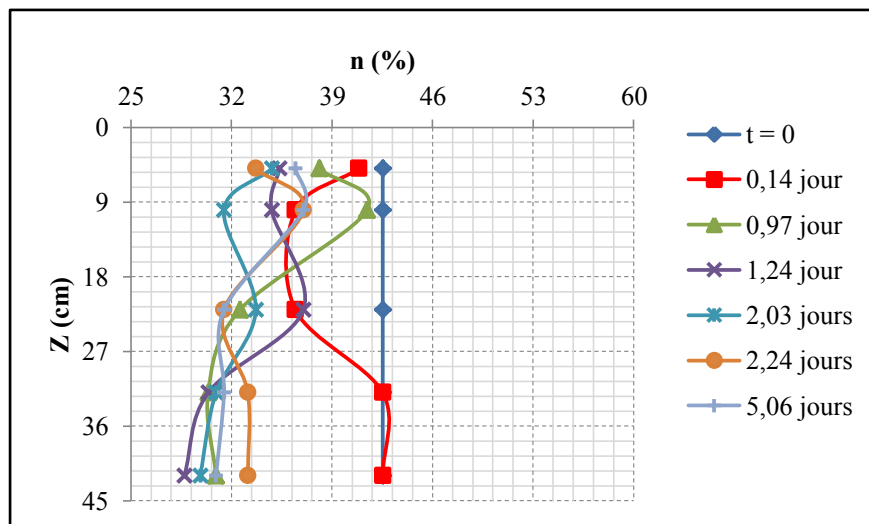 n (%)
25 32 39 46 53 60
0
9
18
27
36
45
Z (cm)
t = 0
0,14 jour
0,97 jour
1,24 jour
2,03 jours
2,24 jours
5,06 jours